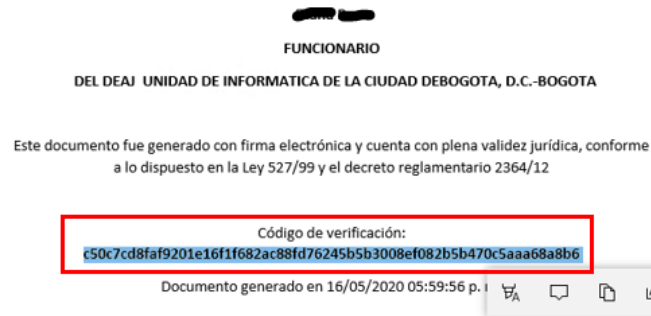 FUNCIONARIO
DEL DEAJ UNIDAD DE INFORMATICA DE LA CIUDAD DEBOGOTA, D.C.-BOGOTA
Este documento fue generado con firma electrónica y cuenta con plena validez jurídica, conforme
a lo dispuesto en la Ley 527/99 y el decreto reglamentario 2364/12
Código de verificación:
c50c7cd8faf9201e16f1f682ac88fd76245b5b3008ef082b5b470c5aaa68a8b6
Documento generado en 16/05/2020 05:59:56 p.